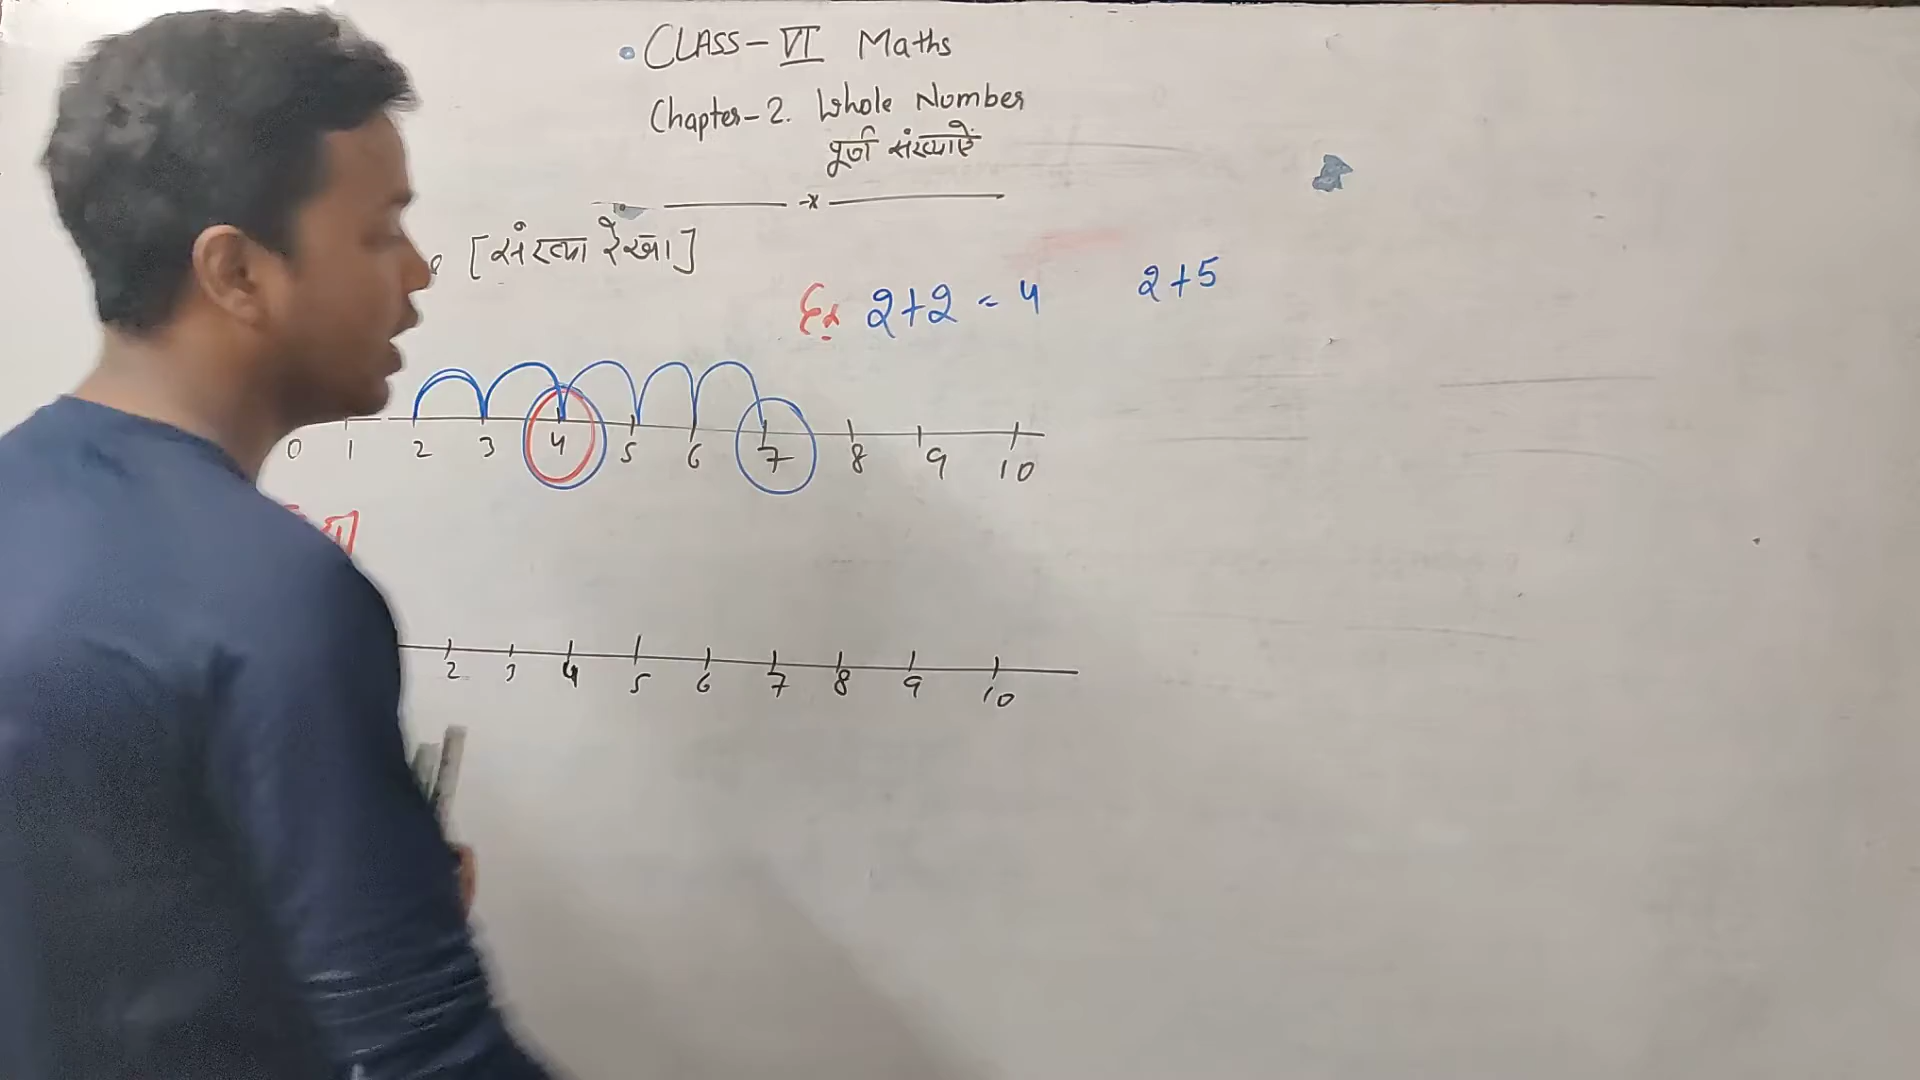 CLASS-VI Maths
Chapter-2. Whole Number
पूर्ण संख्याएँ
[संख्या रेखा]
Ex 2+2 = 4 2+5
0 1 2 3 4 5 6 7 8 9 10
2 3 4 5 6 7 8 9 10